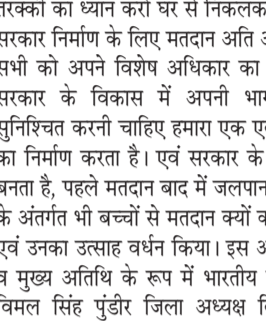 तरक्की का ध्यान करो घर से निकलक
सरकार निर्माण के लिए मतदान अति
सभी को अपने विशेष अधिकार का
सरकार के विकास में अपनी भा
सुनिश्चित करनी चाहिए हमारा एक ए
का निर्माण करता है। एवं सरकार के
बनता है, पहले मतदान बाद में जलपान
के अंतर्गत भी बच्चों से मतदान क्यों क
एवं उनका उत्साह वर्धन किया। इस अ
व मुख्य अतिथि के रूप में भारतीय
विमल सिंह पुंडीर जिला अध्यक्ष